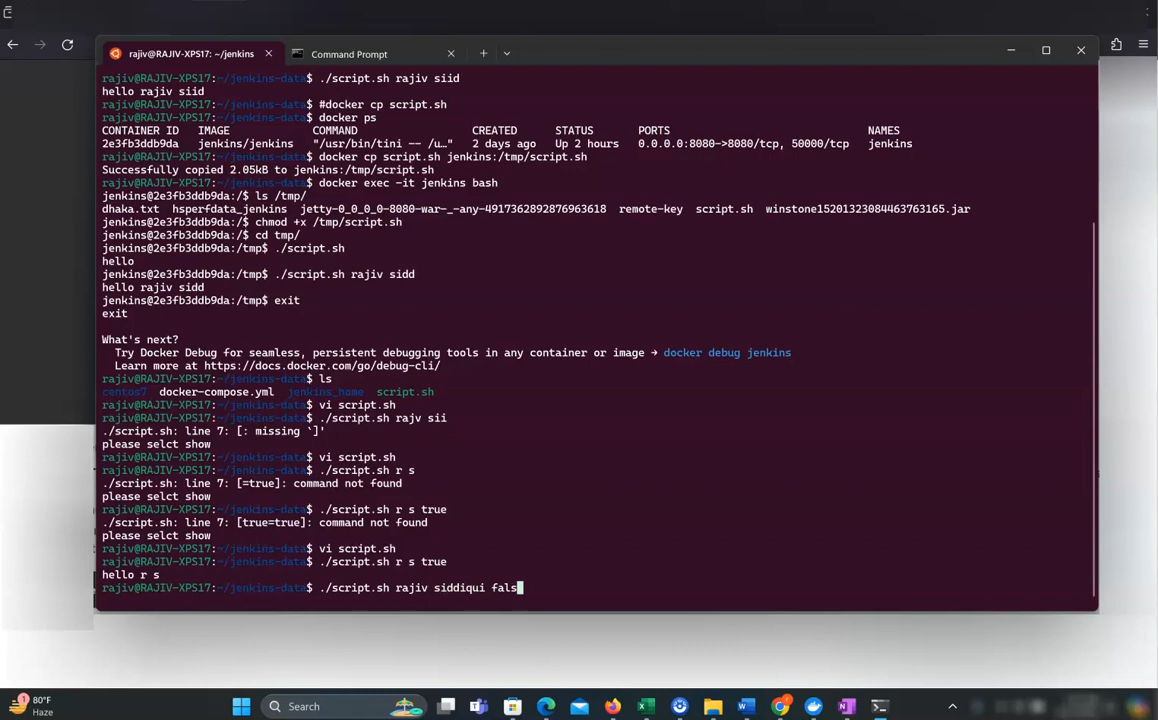 rajiv@RAJIV-XPS17: ~/jenkins
Command Prompt
rajiv@RAJIV-XPS17:~/jenkins-data$ ./script.sh rajiv siid
hello rajiv siid
rajiv@RAJIV-XPS17:~/jenkins-data$ #docker cp script.sh
rajiv@RAJIV-XPS17:~/jenkins-data$ docker ps
CONTAINER ID IMAGE COMMAND CREATED STATUS PORTS NAMES
2e3fb3ddb9da jenkins/jenkins "/usr/bin/tini -- /u…" 2 days ago Up 2 hours 0.0.0.0:8080->8080/tcp, 50000/tcp jenkins
rajiv@RAJIV-XPS17:~/jenkins-data$ docker cp script.sh jenkins:/tmp/script.sh
Successfully copied 2.05kB to jenkins:/tmp/script.sh
rajiv@RAJIV-XPS17:~/jenkins-data$ docker exec -it jenkins bash
jenkins@2e3fb3ddb9da:/$ ls /tmp/
dhaka.txt hsperfdata_jenkins jetty-0_0_0_0-8080-war-_-any-4917362892876963618 remote-key script.sh winstone15201323084463763165.jar
jenkins@2e3fb3ddb9da:/$ chmod +x /tmp/script.sh
jenkins@2e3fb3ddb9da:/$ cd tmp/
jenkins@2e3fb3ddb9da:/tmp$ ./script.sh
hello
jenkins@2e3fb3ddb9da:/tmp$ ./script.sh rajiv sidd
hello rajiv sidd
jenkins@2e3fb3ddb9da:/tmp$ exit
exit
What's next?
Try Docker Debug for seamless, persistent debugging tools in any container or image → docker debug jenkins
Learn more at https://docs.docker.com/go/debug-cli/
rajiv@RAJIV-XPS17:~/jenkins-data$ ls
centos7 docker-compose.yml jenkins_home script.sh
rajiv@RAJIV-XPS17:~/jenkins-data$ vi script.sh
rajiv@RAJIV-XPS17:~/jenkins-data$ ./script.sh rajv sii
./script.sh: line 7: [: missing `]'
please selct show
rajiv@RAJIV-XPS17:~/jenkins-data$ vi script.sh
rajiv@RAJIV-XPS17:~/jenkins-data$ ./script.sh r s
./script.sh: line 7: [=true]: command not found
please selct show
rajiv@RAJIV-XPS17:~/jenkins-data$ ./script.sh r s true
./script.sh: line 7: [true=true]: command not found
please selct show
rajiv@RAJIV-XPS17:~/jenkins-data$ vi script.sh
rajiv@RAJIV-XPS17:~/jenkins-data$ ./script.sh r s true
hello r s
rajiv@RAJIV-XPS17:~/jenkins-data$ ./script.sh rajiv siddiqui fals
80°F
Haze
Search